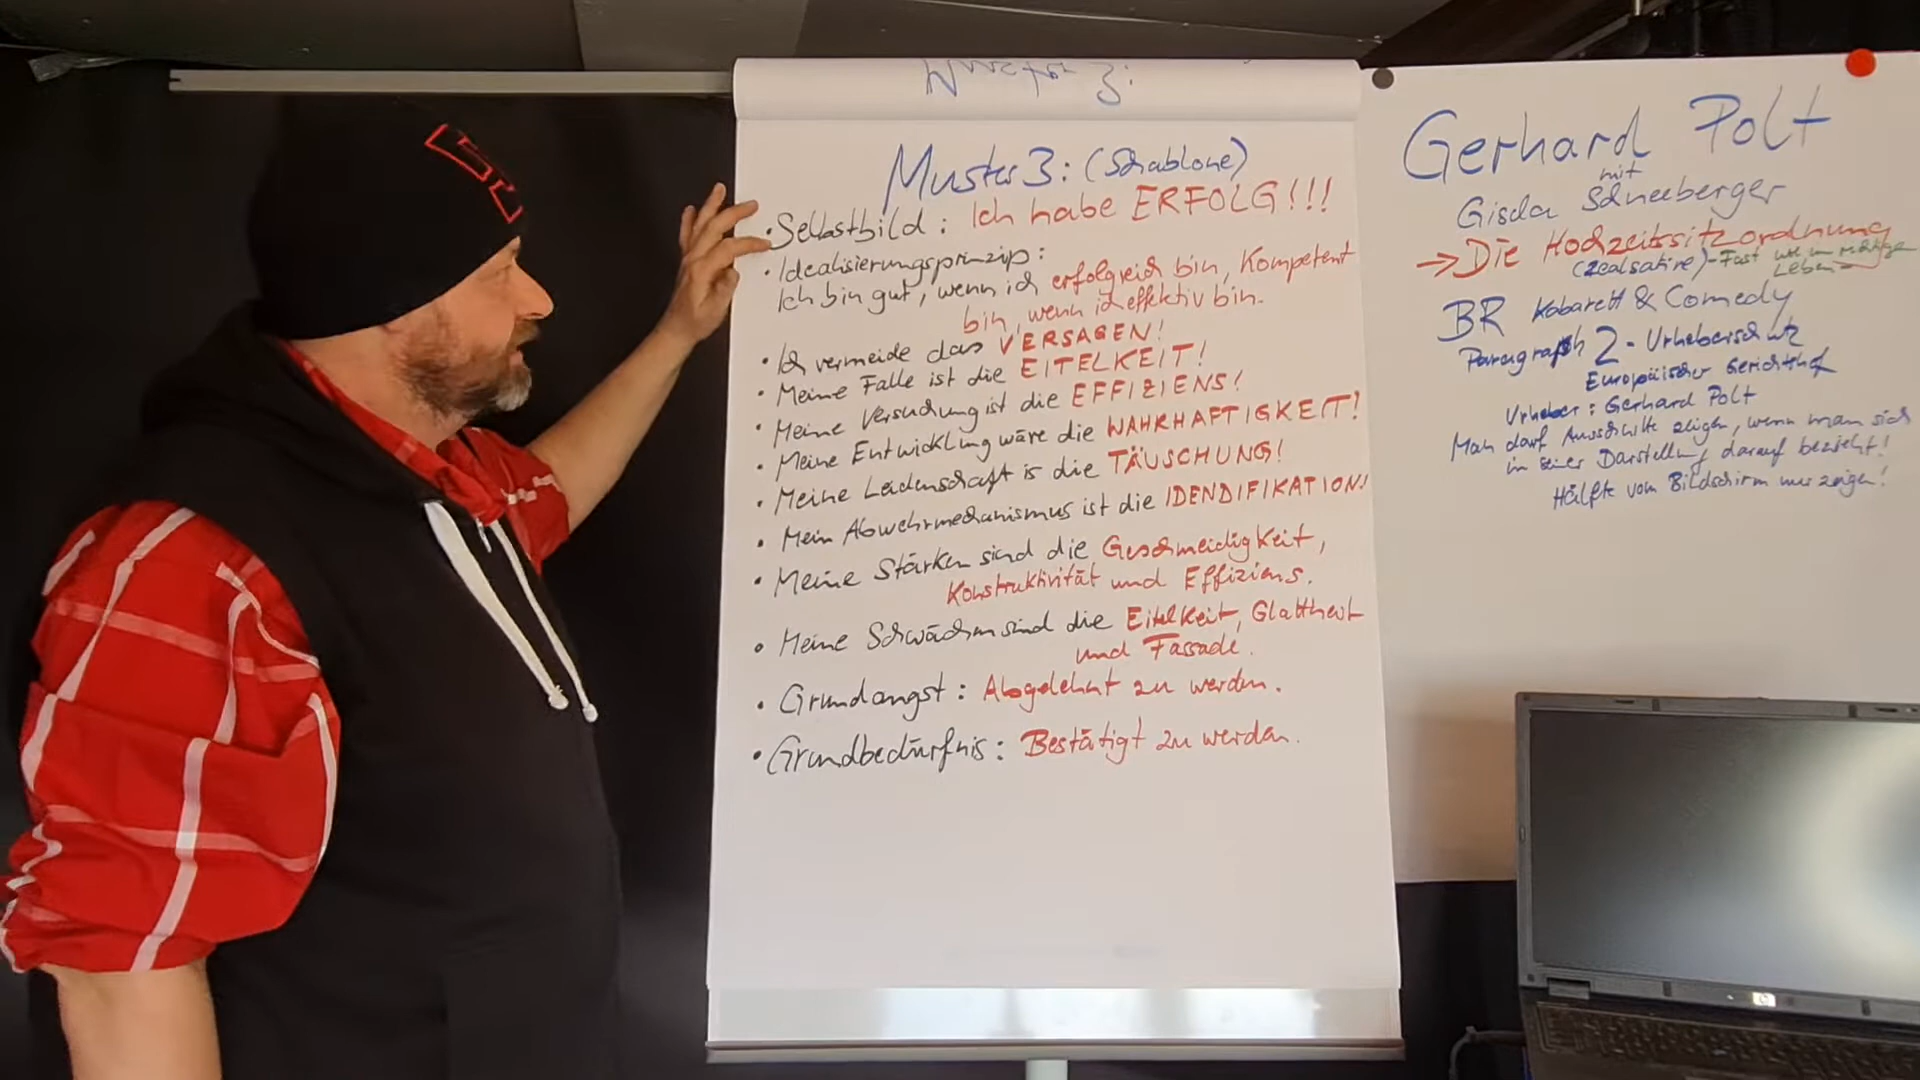 Muster 3: (Schablone)
• Selbstbild: Ich habe ERFOLG!!!
• Idealisierungsprinzip:
Ich bin gut, wenn ich erfolgreich bin, Kompetent
bin, wenn ich effektiv bin.
• Ich vermeide das VERSAGEN!
• Meine Falle ist die EITELKEIT!
• Meine Versuchung ist die EFFIZIENS!
• Meine Entwicklung wäre die WAHRHAFTIGKEIT!
• Meine Leidenschaft is die TÄUSCHUNG!
• Mein Abwehrmechanismus ist die IDENDIFIKATION!
• Meine Stärken sind die Geschmeidigkeit,
Konstruktivität und Effiziens.
• Meine Schwächen sind die Eitelkeit, Glattheit
und Fassade.
• Grundangst: Abgelehnt zu werden.
• Grundbedürfnis: Bestätigt zu werden.
Gerhard Polt
mit
Gisela Schneeberger
→ Die Hochzeitssitzordnung
(Realsatire) - Fast wie im richtigen
Leben -
BR Kabarett & Comedy
Paragraph 2 - Urheberschutz
Europäischer Gerichtshof
Urheber: Gerhard Polt
Man darf Ausschnitte zeigen, wenn man sich
in seiner Darstellung darauf bezieht!
Hälfte vom Bildschirm nur zeigen!